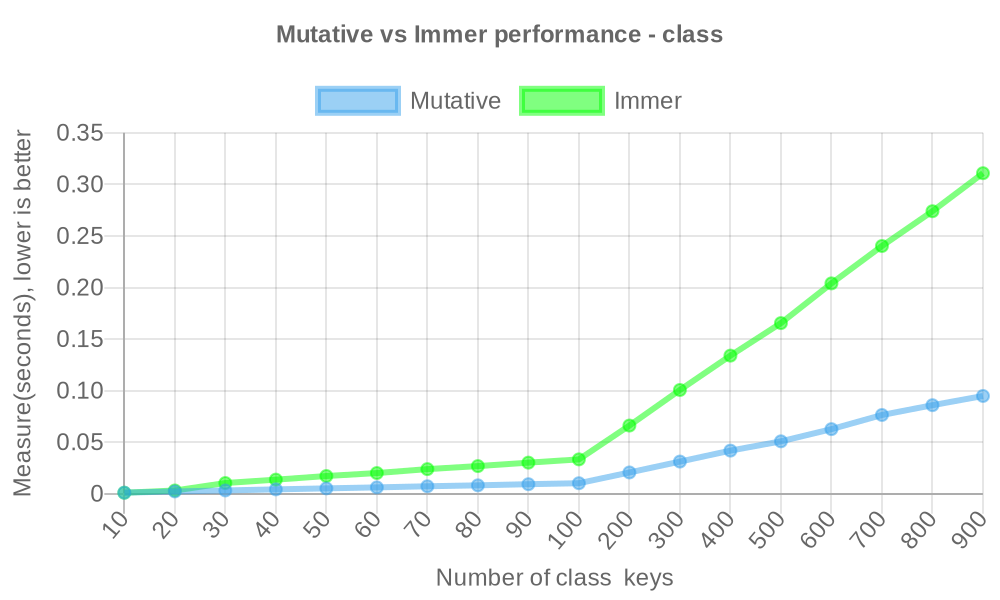 Mutative vs Immer performance - class
Mutative
Immer
Measure(seconds), lower is better
0.35
0.30
0.25
0.20
0.15
0.10
0.05
0
10 20 30 40 50 60 70 80 90 100 200 300 400 500 600 700 800 900
Number of class  keys